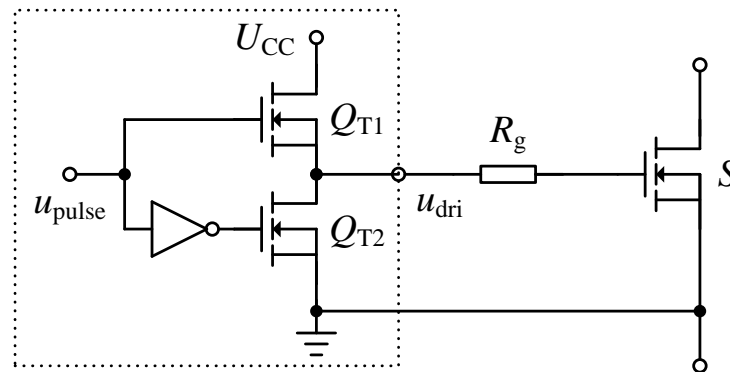 U_CC
Q_T1
R_g
S
u_pulse
u_dri
Q_T2